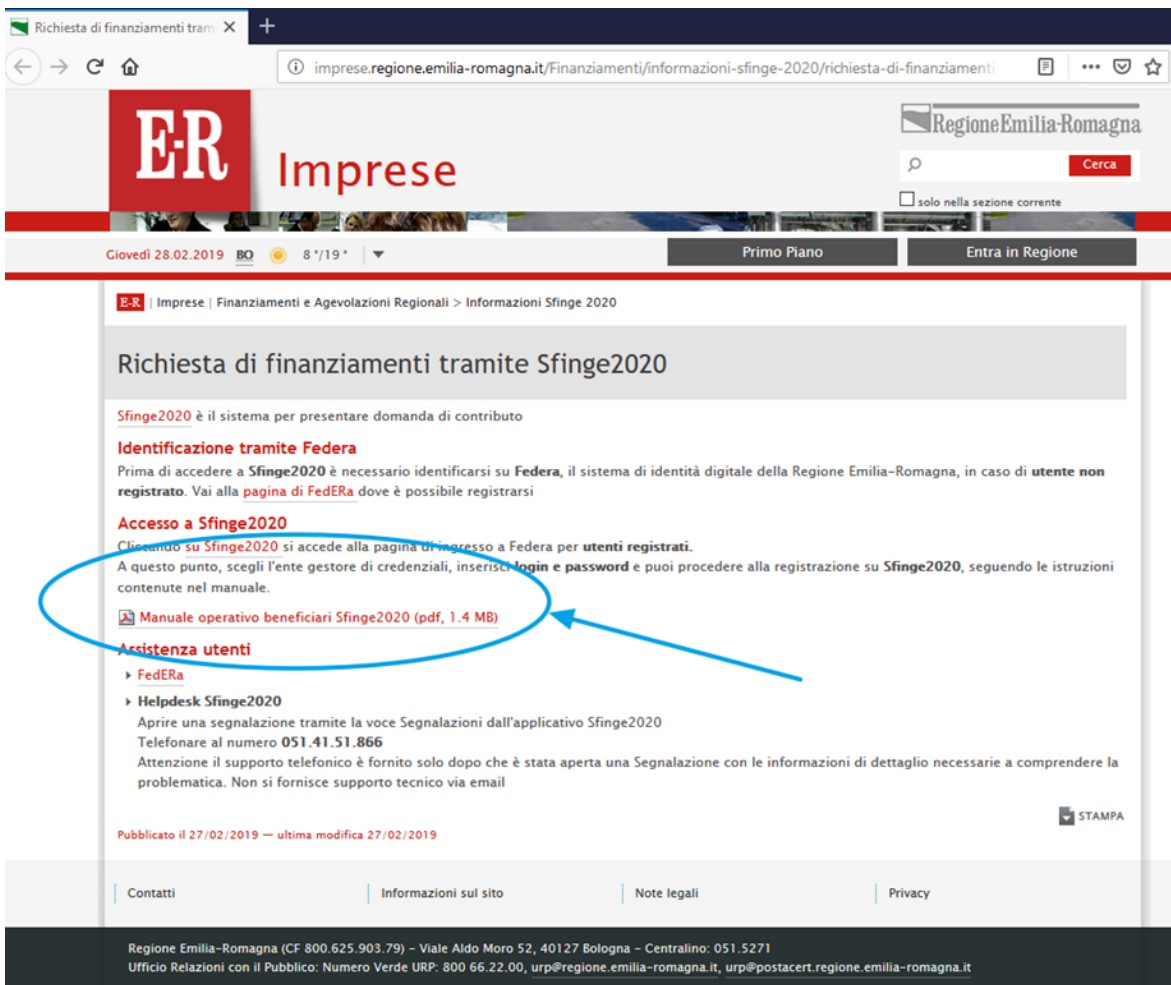 Richiesta di finanziamenti tram
imprese.regione.emilia-romagna.it/Finanziamenti/informazioni-sfinge-2020/richiesta-di-finanziamenti
E-R
Imprese
RegioneEmilia-Romagna
Cerca
solo nella sezione corrente
Giovedì 28.02.2019 BO 8°/19°
Primo Piano
Entra in Regione
E-R | Imprese | Finanziamenti e Agevolazioni Regionali > Informazioni Sfinge 2020
Richiesta di finanziamenti tramite Sfinge2020
Sfinge2020 è il sistema per presentare domanda di contributo
Identificazione tramite Federa
Prima di accedere a Sfinge2020 è necessario identificarsi su Federa, il sistema di identità digitale della Regione Emilia-Romagna, in caso di utente non
registrato. Vai alla pagina di FedERa dove è possibile registrarsi
Accesso a Sfinge2020
Cliccando su Sfinge2020 si accede alla pagina di ingresso a Federa per utenti registrati.
A questo punto, scegli l'ente gestore di credenziali, inserisci login e password e puoi procedere alla registrazione su Sfinge2020, seguendo le istruzioni
contenute nel manuale.
Manuale operativo beneficiari Sfinge2020 (pdf, 1.4 MB)
Assistenza utenti
FedERa
Helpdesk Sfinge2020
Aprire una segnalazione tramite la voce Segnalazioni dall'applicativo Sfinge2020
Telefonare al numero 051.41.51.866
Attenzione il supporto telefonico è fornito solo dopo che è stata aperta una Segnalazione con le informazioni di dettaglio necessarie a comprendere la
problematica. Non si fornisce supporto tecnico via email
STAMPA
Pubblicato il 27/02/2019 — ultima modifica 27/02/2019
Contatti
Informazioni sul sito
Note legali
Privacy
Regione Emilia-Romagna (CF 800.625.903.79) - Viale Aldo Moro 52, 40127 Bologna - Centralino: 051.5271
Ufficio Relazioni con il Pubblico: Numero Verde URP: 800 66.22.00, urp@regione.emilia-romagna.it, urp@postacert.regione.emilia-romagna.it